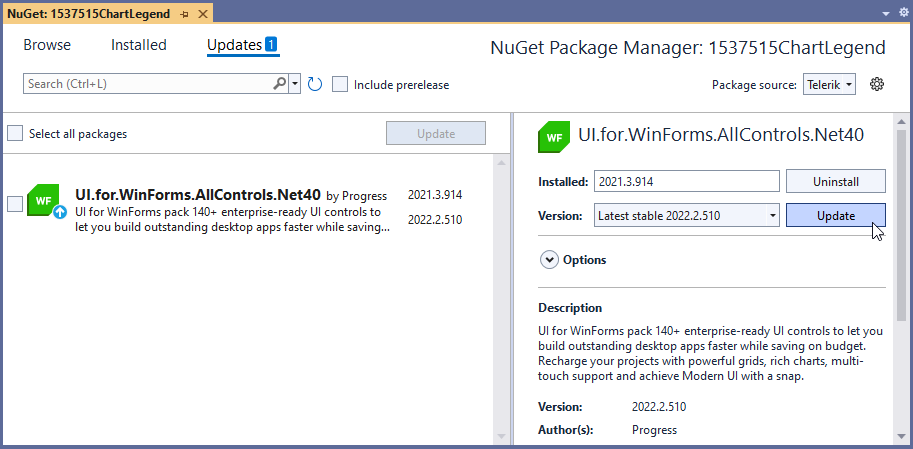 NuGet: 1537515ChartLegend
Browse Installed Updates 1
NuGet Package Manager: 1537515ChartLegend
Search (Ctrl+L) Include prerelease
Package source: Telerik
Select all packages Update
WF UI.for.WinForms.AllControls.Net40 by Progress 2021.3.914
UI for WinForms pack 140+ enterprise-ready UI controls to
let you build outstanding desktop apps faster while saving... 2022.2.510
WF UI.for.WinForms.AllControls.Net40
Installed: 2021.3.914 Uninstall
Version: Latest stable 2022.2.510 Update
Options
Description
UI for WinForms pack 140+ enterprise-ready UI controls to let you
build outstanding desktop apps faster while saving on budget.
Recharge your projects with powerful grids, rich charts, multi-
touch support and achieve Modern UI with a snap.
Version: 2022.2.510
Author(s): Progress